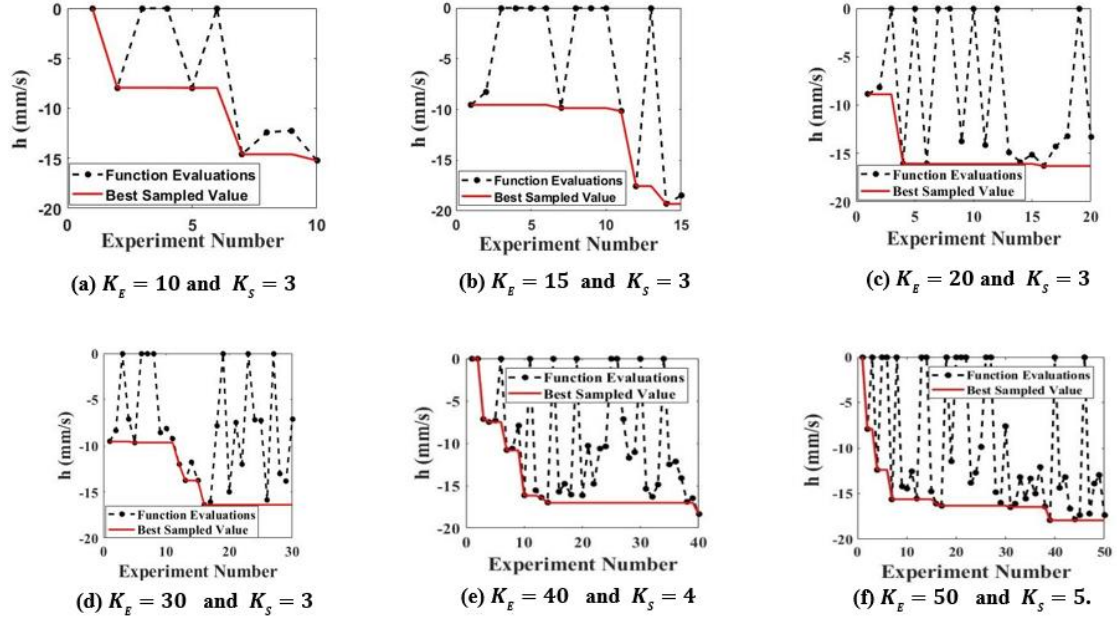 0
-5
-10
-15
-20
h (mm/s)
Function Evaluations
Best Sampled Value
0
5
10
Experiment Number
(a) K_E = 10 and K_S = 3
0
-5
-10
-15
-20
h (mm/s)
Function Evaluations
Best Sampled Value
0
5
10
15
Experiment Number
(b) K_E = 15 and K_S = 3
0
-5
-10
-15
-20
h (mm/s)
Function Evaluations
Best Sampled Value
0
5
10
15
20
Experiment Number
(c) K_E = 20 and K_S = 3
0
-5
-10
-15
-20
h (mm/s)
Function Evaluations
Best Sampled Value
0
10
20
30
Experiment Number
(d) K_E = 30 and K_S = 3
0
-5
-10
-15
-20
h (mm/s)
Function Evaluations
Best Sampled Value
0
10
20
30
40
Experiment Number
(e) K_E = 40 and K_S = 4
0
-5
-10
-15
-20
h (mm/s)
Function Evaluations
Best Sampled Value
0
10
20
30
40
50
Experiment Number
(f) K_E = 50 and K_S = 5.